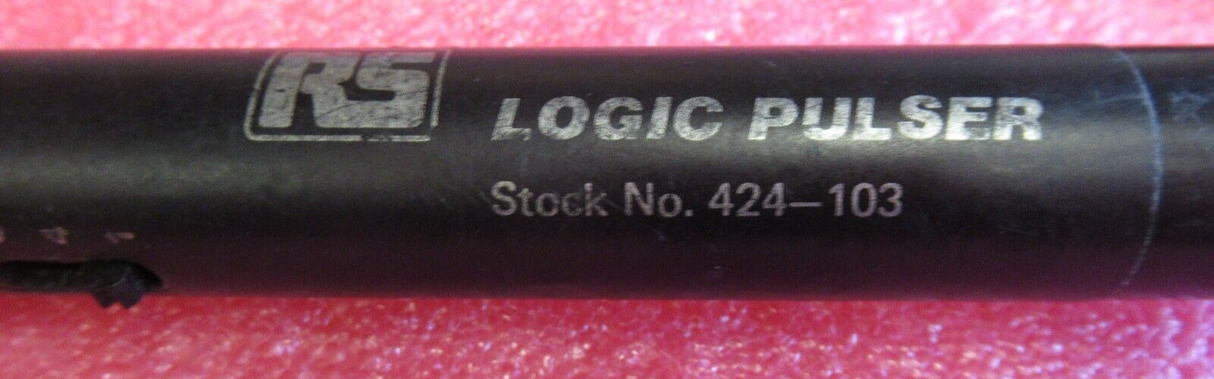 RS
LOGIC PULSER
Stock No. 424-103